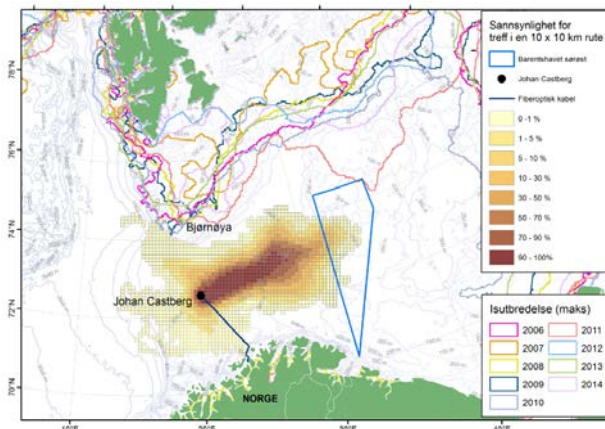 Sannsynlighet for
treff i en 10 x 10 km rute
Barentshavet sørøst
Johan Castberg
Fiberoptisk kabel
0 -1 %
1 - 5 %
5 - 10 %
10 - 30 %
30 - 50 %
50 - 70 %
70 - 90 %
90 - 100%
78°N
76°N
74°N
72°N
70°N
Bjørnøya
Johan Castberg
NORGE
Isutbredelse (maks)
2006
2007
2008
2009
2010
2011
2012
2013
2014